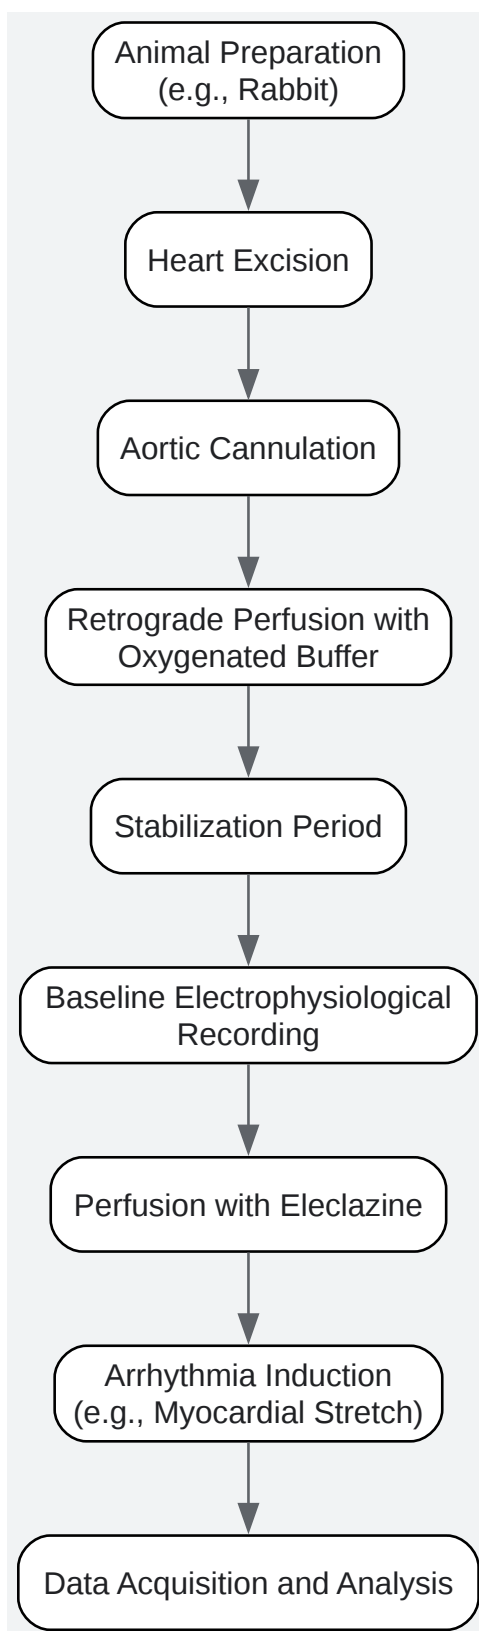 Animal Preparation
(e.g., Rabbit)
Heart Excision
Aortic Cannulation
Retrograde Perfusion with
Oxygenated Buffer
Stabilization Period
Baseline Electrophysiological
Recording
Perfusion with Eleclazine
Arrhythmia Induction
(e.g., Myocardial Stretch)
Data Acquisition and Analysis